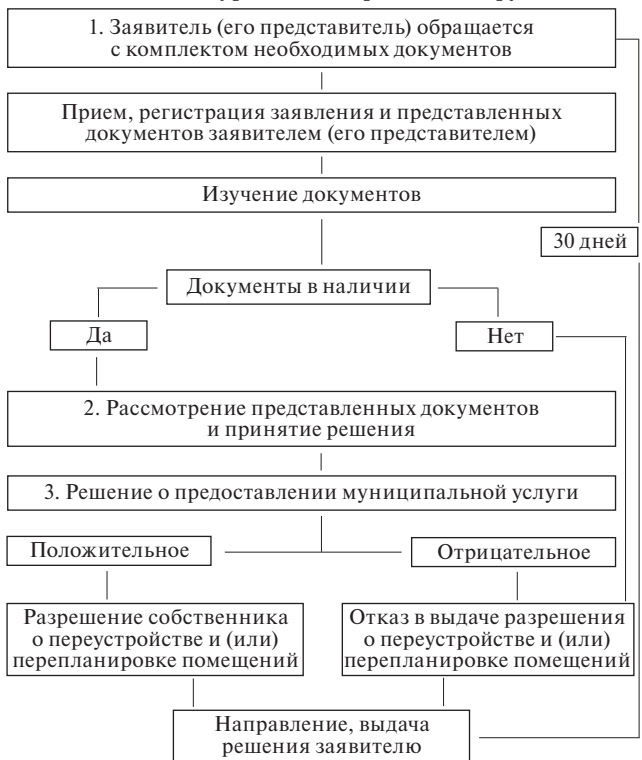 1. Заявитель (его представитель) обращается
с комплектом необходимых документов
Прием, регистрация заявления и представленных
документов заявителем (его представителем)
Изучение документов
30 дней
Документы в наличии
Да
Нет
2. Рассмотрение представленных документов
и принятие решения
3. Решение о предоставлении муниципальной услуги
Положительное
Отрицательное
Разрешение собственника
о переустройстве и (или)
перепланировке помещений
Отказ в выдаче разрешения
о переустройстве и (или)
перепланировке помещений
Направление, выдача
решения заявителю